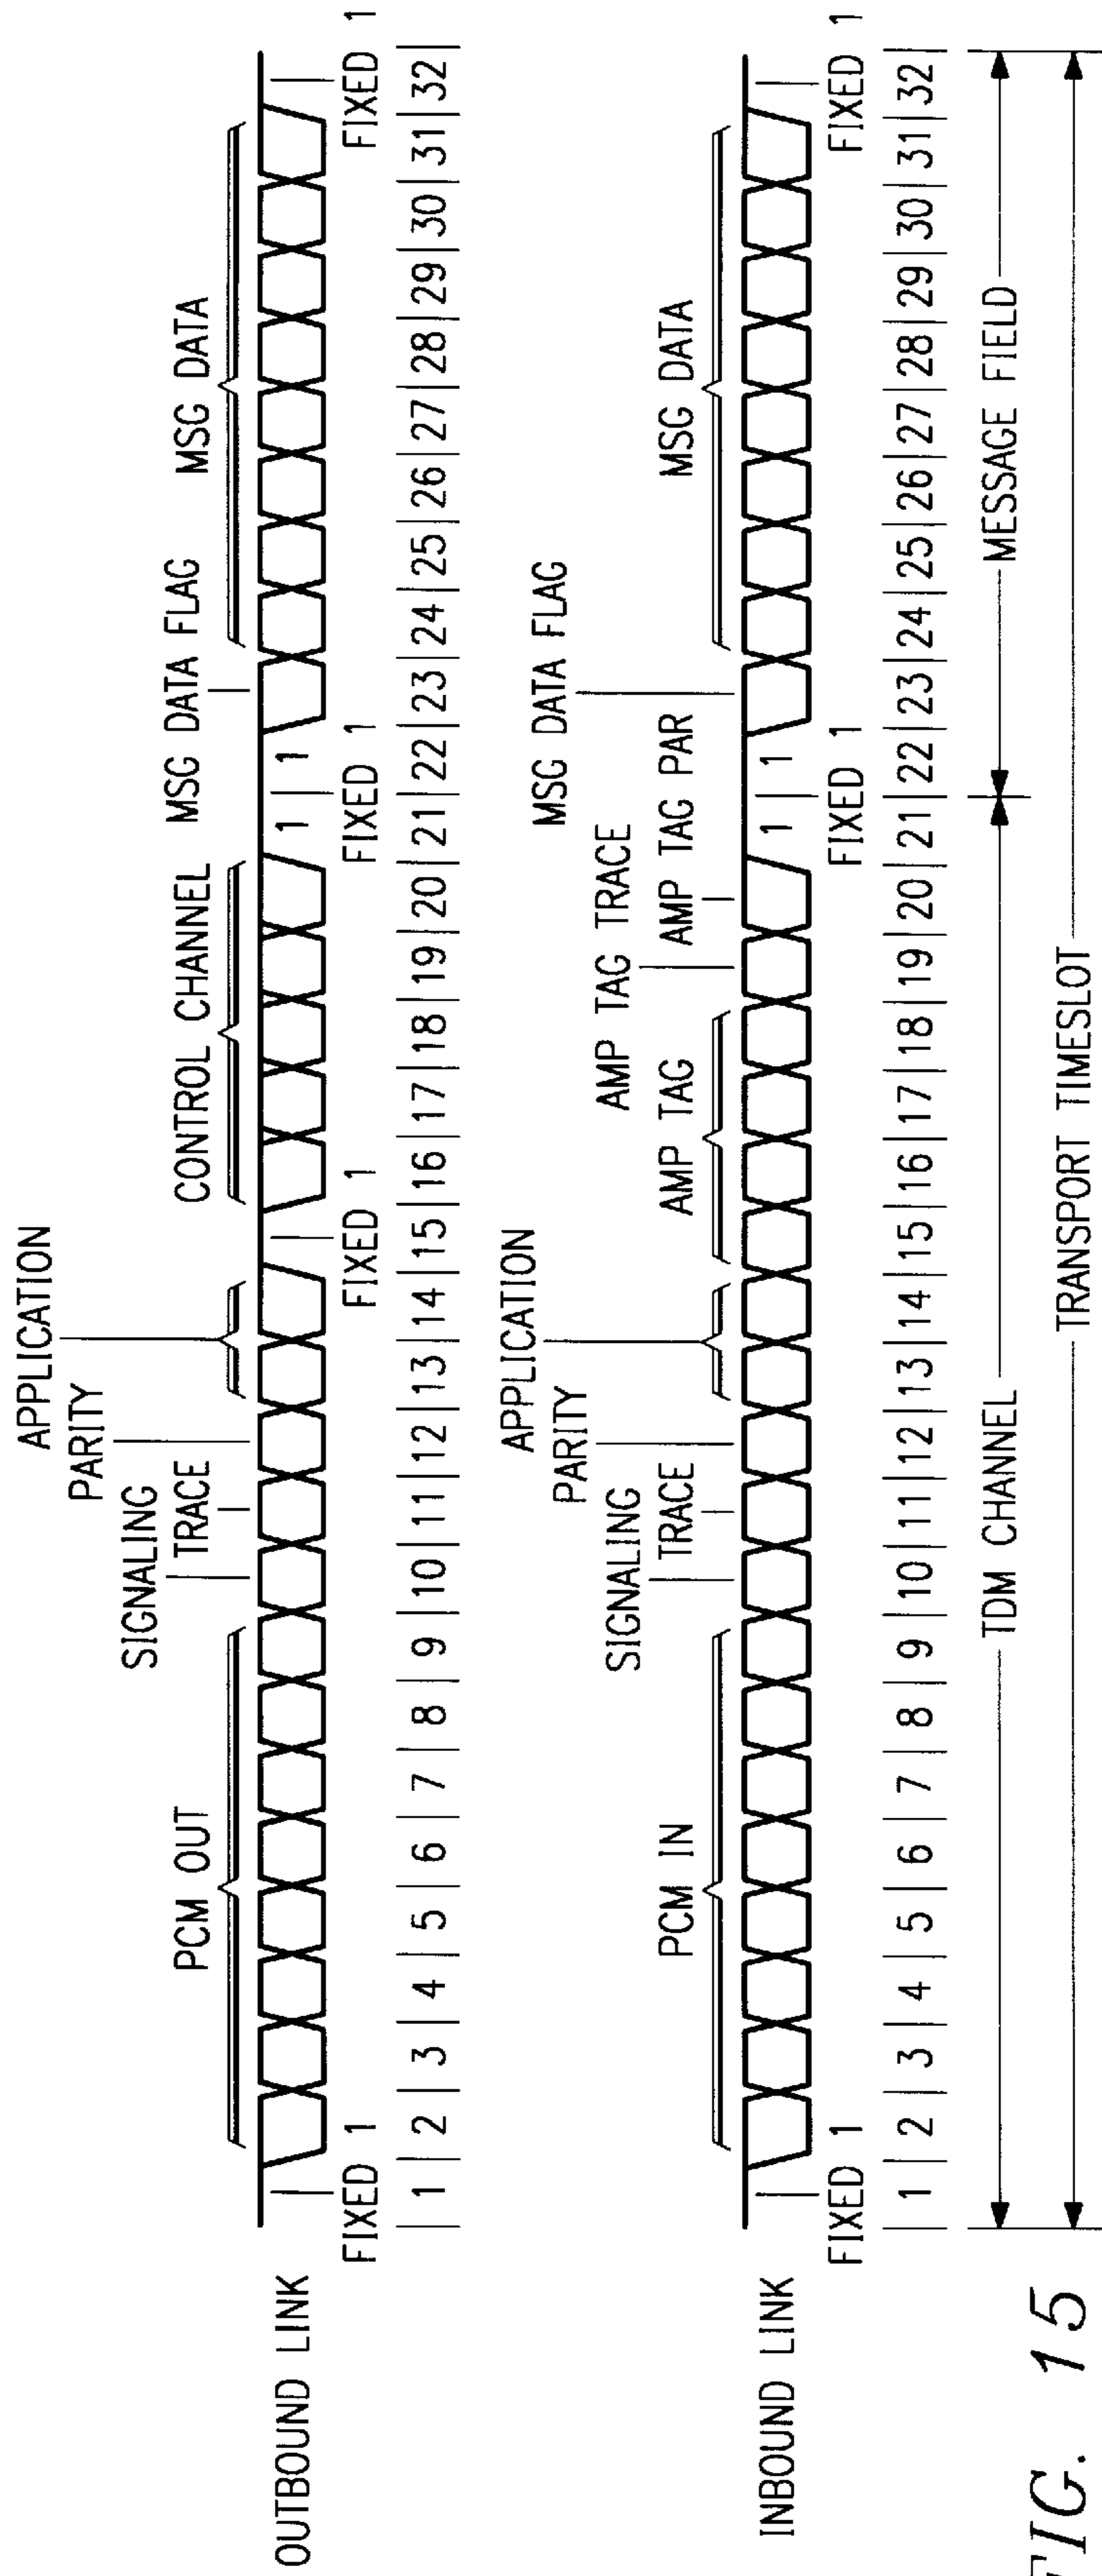 APPLICATION
PARITY
SIGNALING
TRACE
PCM OUT
CONTROL CHANNEL
MSG DATA FLAG
MSG DATA
OUTBOUND LINK
1 1
FIXED 1 FIXED 1 FIXED 1 FIXED 1
1 2 3 4 5 6 7 8 9 10 11 12 13 14 15 16 17 18 19 20 21 22 23 24 25 26 27 28 29 30 31 32
APPLICATION
PARITY
SIGNALING
TRACE
PCM IN
AMP TAG
AMP TAG TRACE
AMP TAG PAR
MSG DATA FLAG
MSG DATA
INBOUND LINK
1 1
FIXED 1 FIXED 1 FIXED 1
1 2 3 4 5 6 7 8 9 10 11 12 13 14 15 16 17 18 19 20 21 22 23 24 25 26 27 28 29 30 31 32
TDM CHANNEL MESSAGE FIELD
TRANSPORT TIMESLOT
FIG. 15